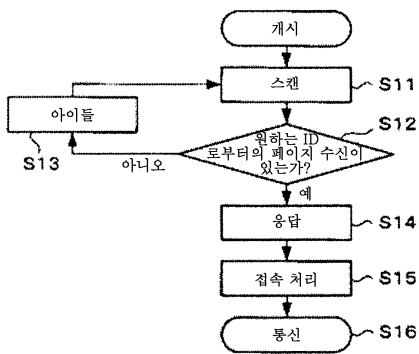 개시
스캔
S11
아이들
S12
원하는 ID
로부터의 페이지 수신이
있는가?
S13
아니오
예
응답
S14
접속 처리
S15
통신
S16